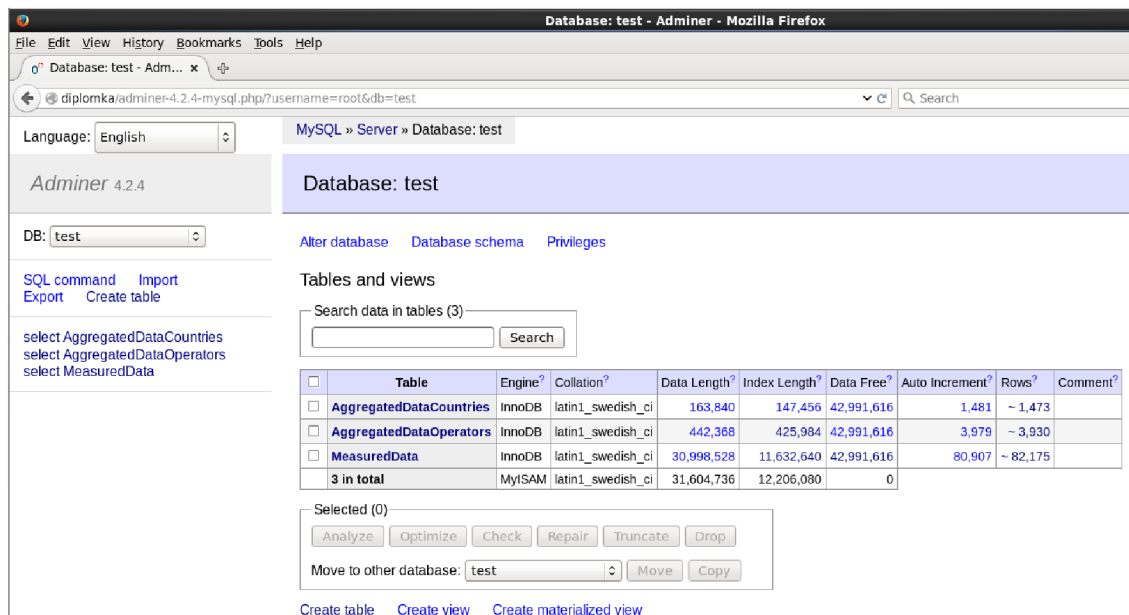 Database: test - Adminer - Mozilla Firefox
File Edit View History Bookmarks Tools Help
Database: test - Adm...
diplomka/adminer-4.2.4-mysql.php/?username=root&db=test
Search
Language: English
MySQL » Server » Database: test
Adminer 4.2.4
Database: test
DB: test
Alter database Database schema Privileges
SQL command Import
Export Create table
select AggregatedDataCountries
select AggregatedDataOperators
select MeasuredData
Tables and views
Search data in tables (3)
Search
Table Engine? Collation? Data Length? Index Length? Data Free? Auto Increment? Rows? Comment?
AggregatedDataCountries InnoDB latin1_swedish_ci 163,840 147,456 42,991,616 1,481 ~ 1,473
AggregatedDataOperators InnoDB latin1_swedish_ci 442,368 425,984 42,991,616 3,979 ~ 3,930
MeasuredData InnoDB latin1_swedish_ci 30,998,528 11,632,640 42,991,616 80,907 ~ 82,175
3 in total MyISAM latin1_swedish_ci 31,604,736 12,206,080 0
Selected (0)
Analyze Optimize Check Repair Truncate Drop
Move to other database: test Move Copy
Create table Create view Create materialized view